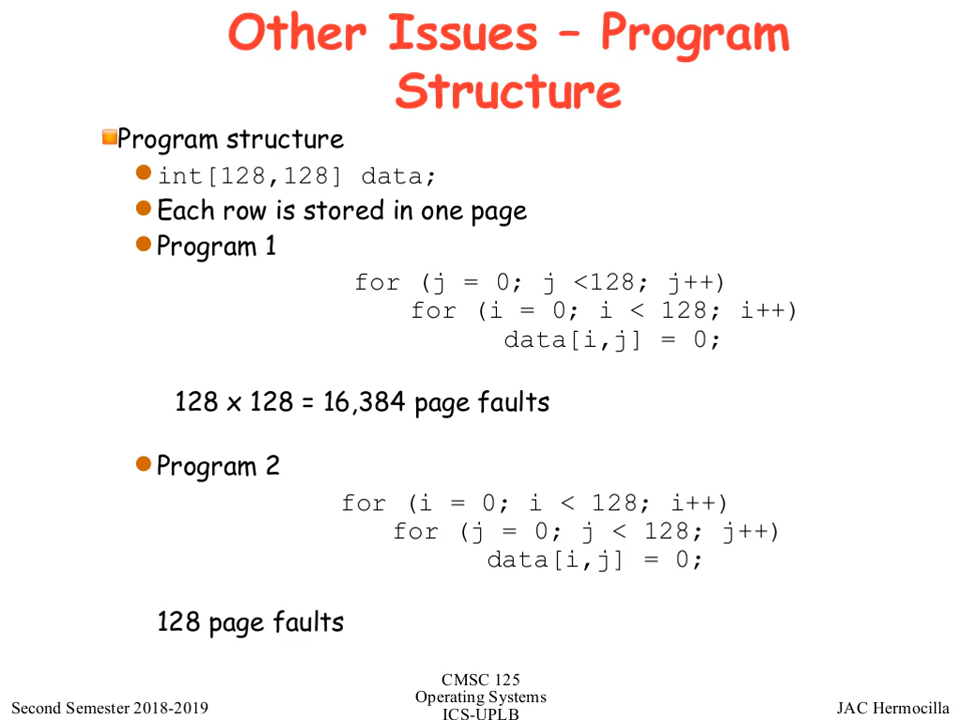 Other Issues – Program
Structure
Program structure
int[128,128] data;
Each row is stored in one page
Program 1
for (j = 0; j <128; j++)
for (i = 0; i < 128; i++)
data[i,j] = 0;
128 x 128 = 16,384 page faults
Program 2
for (i = 0; i < 128; i++)
for (j = 0; j < 128; j++)
data[i,j] = 0;
128 page faults
CMSC 125
Operating Systems
ICS-UPLB
Second Semester 2018-2019
JAC Hermocilla